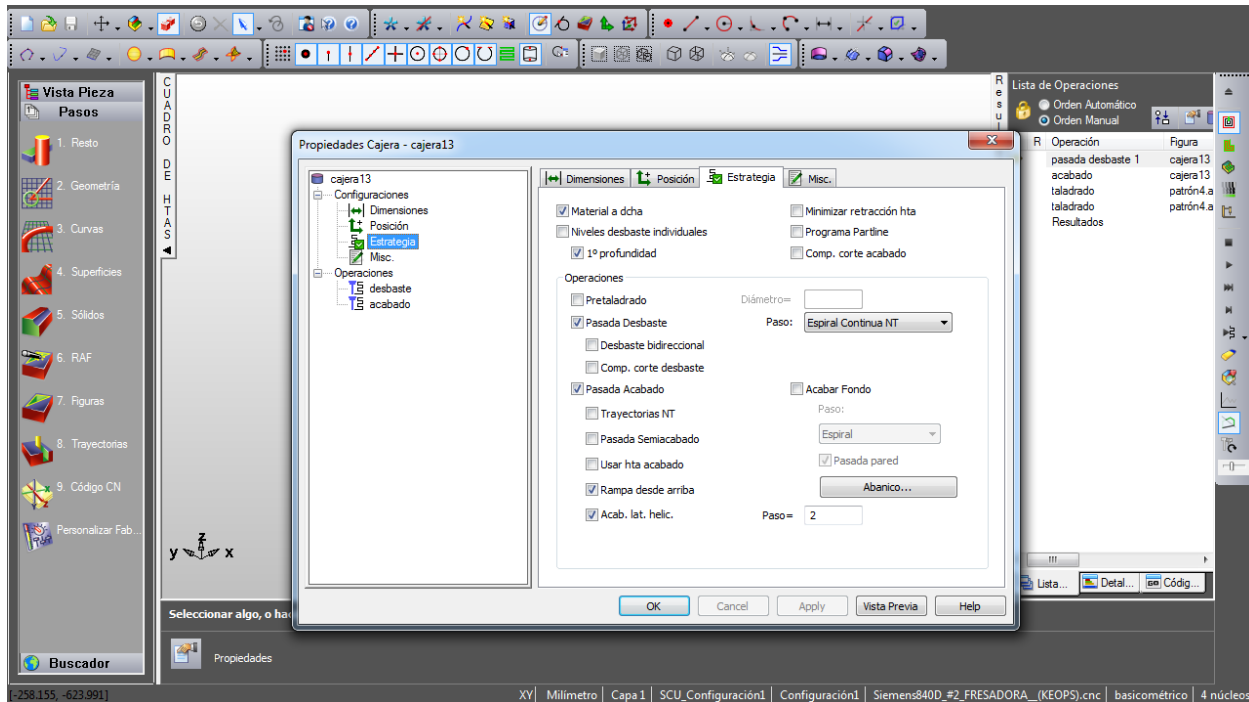 Vista Pieza
Pasos
1. Resto
2. Geometría
3. Curvas
4. Superficies
5. Sólidos
6. RAF
7. Figuras
8. Trayectorias
9. Código CN
Personalizar Fab...
Buscador
CUADRO DE HTAS
y z x
Seleccionar algo, o ha
Propiedades
Propiedades Cajera - cajera13
cajera13
Configuraciones
Dimensiones
Posición
Estrategia
Misc.
Operaciones
desbaste
acabado
Dimensiones Posición Estrategia Misc.
Material a dcha Minimizar retracción hta
Niveles desbaste individuales Programa Partline
1º profundidad Comp. corte acabado
Operaciones
Pretaladrado Diámetro=
Pasada Desbaste Paso: Espiral Continua NT
Desbaste bidireccional
Comp. corte desbaste
Pasada Acabado Acabar Fondo
Trayectorias NT Paso:
Pasada Semiacabado Espiral
Usar hta acabado Pasada pared
Rampa desde arriba Abanico...
Acab. lat. helic. Paso= 2
OK Cancel Apply Vista Previa Help
Resu
Lista de Operaciones
Orden Automático
Orden Manual
R Operación Figura
pasada desbaste 1 cajera13
acabado cajera13
taladrado patrón4.a
taladrado patrón4.a
Resultados
Lista... Detal... Códig...
[-258.155, -623.991] XY Milímetro Capa 1 SCU_Configuración1 Configuración1 Siemens840D_#2_FRESADORA__(KEOPS).cnc basicométrico 4 núcleos